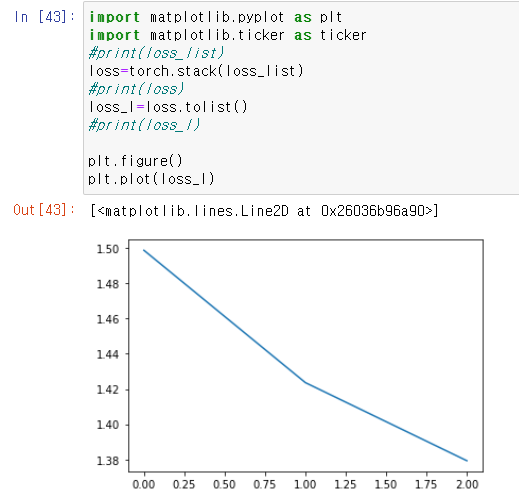 In [43]:
import matplotlib.pyplot as plt
import matplotlib.ticker as ticker
#print(loss_list)
loss=torch.stack(loss_list)
#print(loss)
loss_l=loss.tolist()
#print(loss_l)
plt.figure()
plt.plot(loss_l)
Out[43]: [<matplotlib.lines.Line2D at 0x26036b96a90>]
1.50
1.48
1.46
1.44
1.42
1.40
1.38
0.00 0.25 0.50 0.75 1.00 1.25 1.50 1.75 2.00